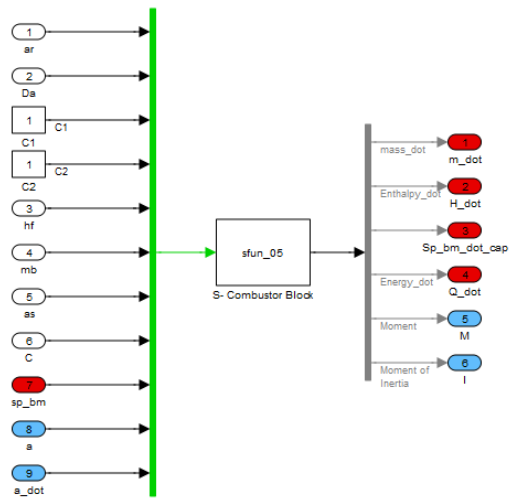 1
ar
2
Da
1
C1
C1
1
C2
C2
3
hf
4
mb
5
as
6
C
7
sp_bm
8
a
9
a_dot
sfun_05
S- Combustor Block
mass_dot
1
m_dot
Enthalpy_dot
2
H_dot
3
Sp_bm_dot_cap
Energy_dot
4
Q_dot
Moment
5
M
Moment of
Inertia
6
I